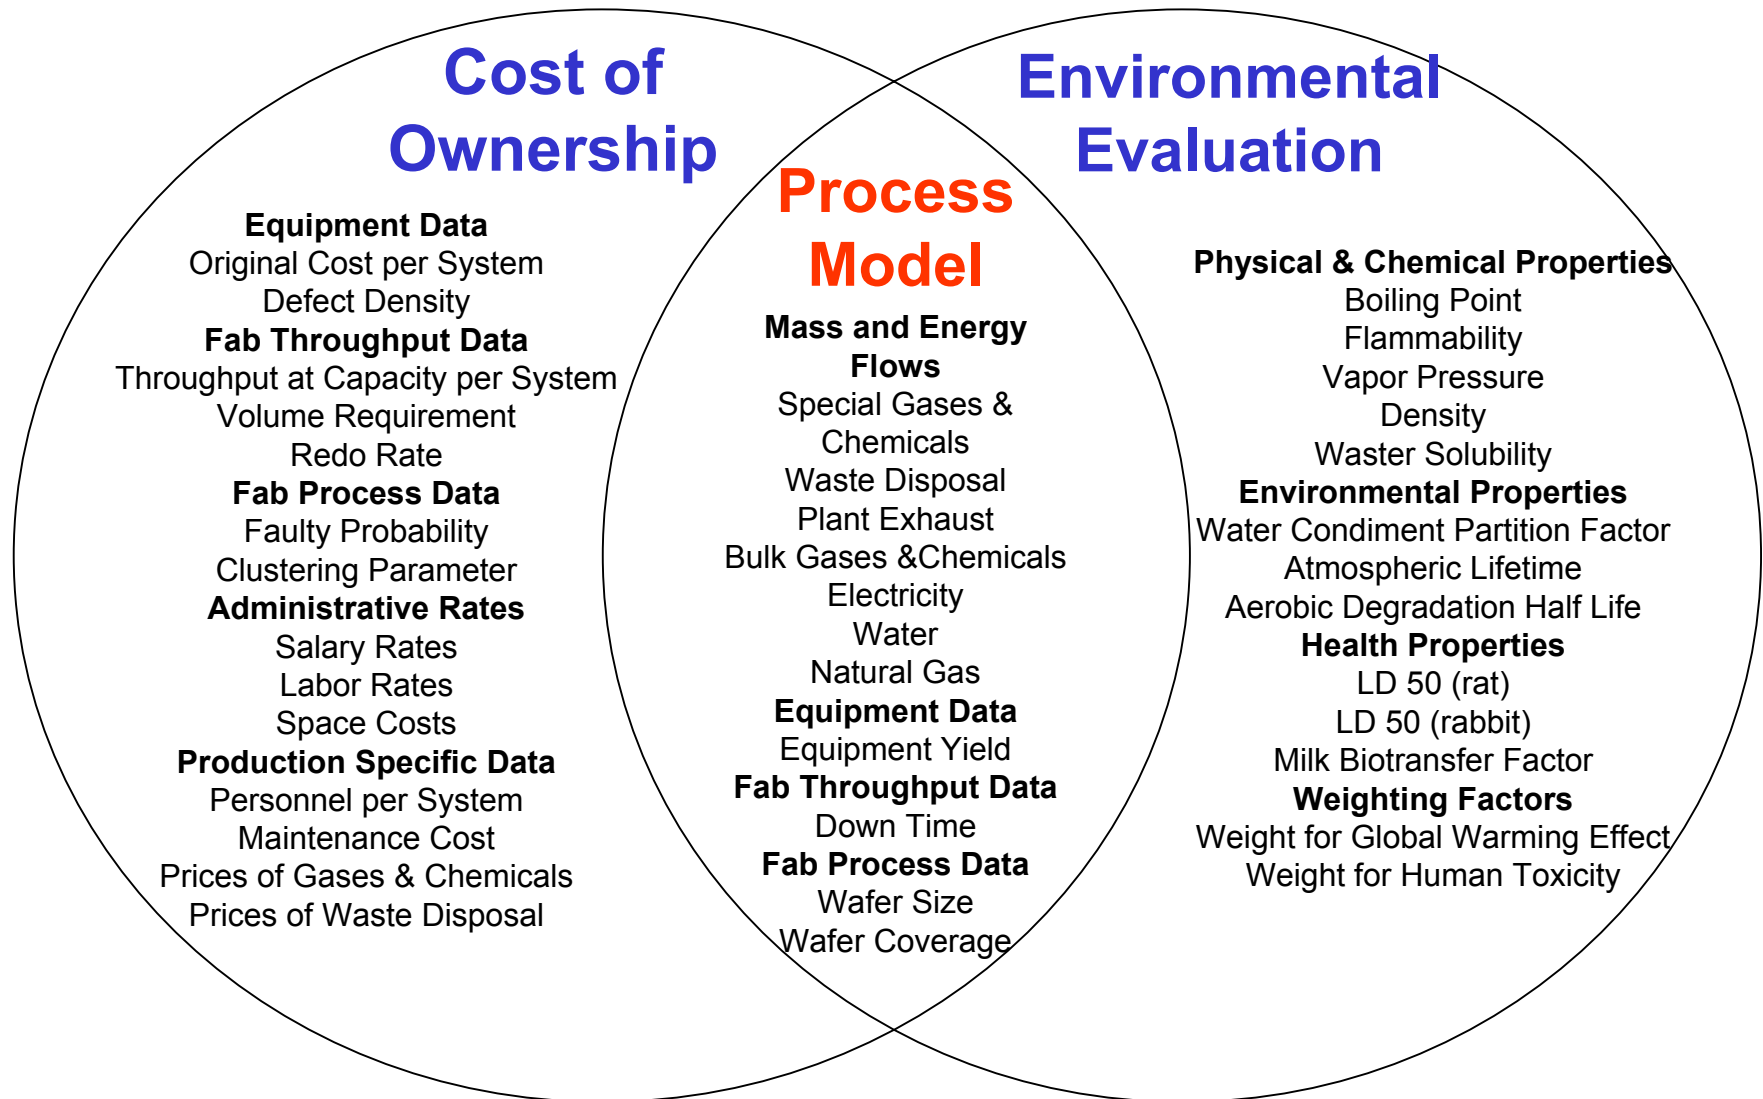 Cost of
Ownership
Equipment Data
Original Cost per System
Defect Density
Fab Throughput Data
Throughput at Capacity per System
Volume Requirement
Redo Rate
Fab Process Data
Faulty Probability
Clustering Parameter
Administrative Rates
Salary Rates
Labor Rates
Space Costs
Production Specific Data
Personnel per System
Maintenance Cost
Prices of Gases & Chemicals
Prices of Waste Disposal
Process
Model
Mass and Energy
Flows
Special Gases &
Chemicals
Waste Disposal
Plant Exhaust
Bulk Gases &Chemicals
Electricity
Water
Natural Gas
Equipment Data
Equipment Yield
Fab Throughput Data
Down Time
Fab Process Data
Wafer Size
Wafer Coverage
Environmental
Evaluation
Physical & Chemical Properties
Boiling Point
Flammability
Vapor Pressure
Density
Waster Solubility
Environmental Properties
Water Condiment Partition Factor
Atmospheric Lifetime
Aerobic Degradation Half Life
Health Properties
LD 50 (rat)
LD 50 (rabbit)
Milk Biotransfer Factor
Weighting Factors
Weight for Global Warming Effect
Weight for Human Toxicity